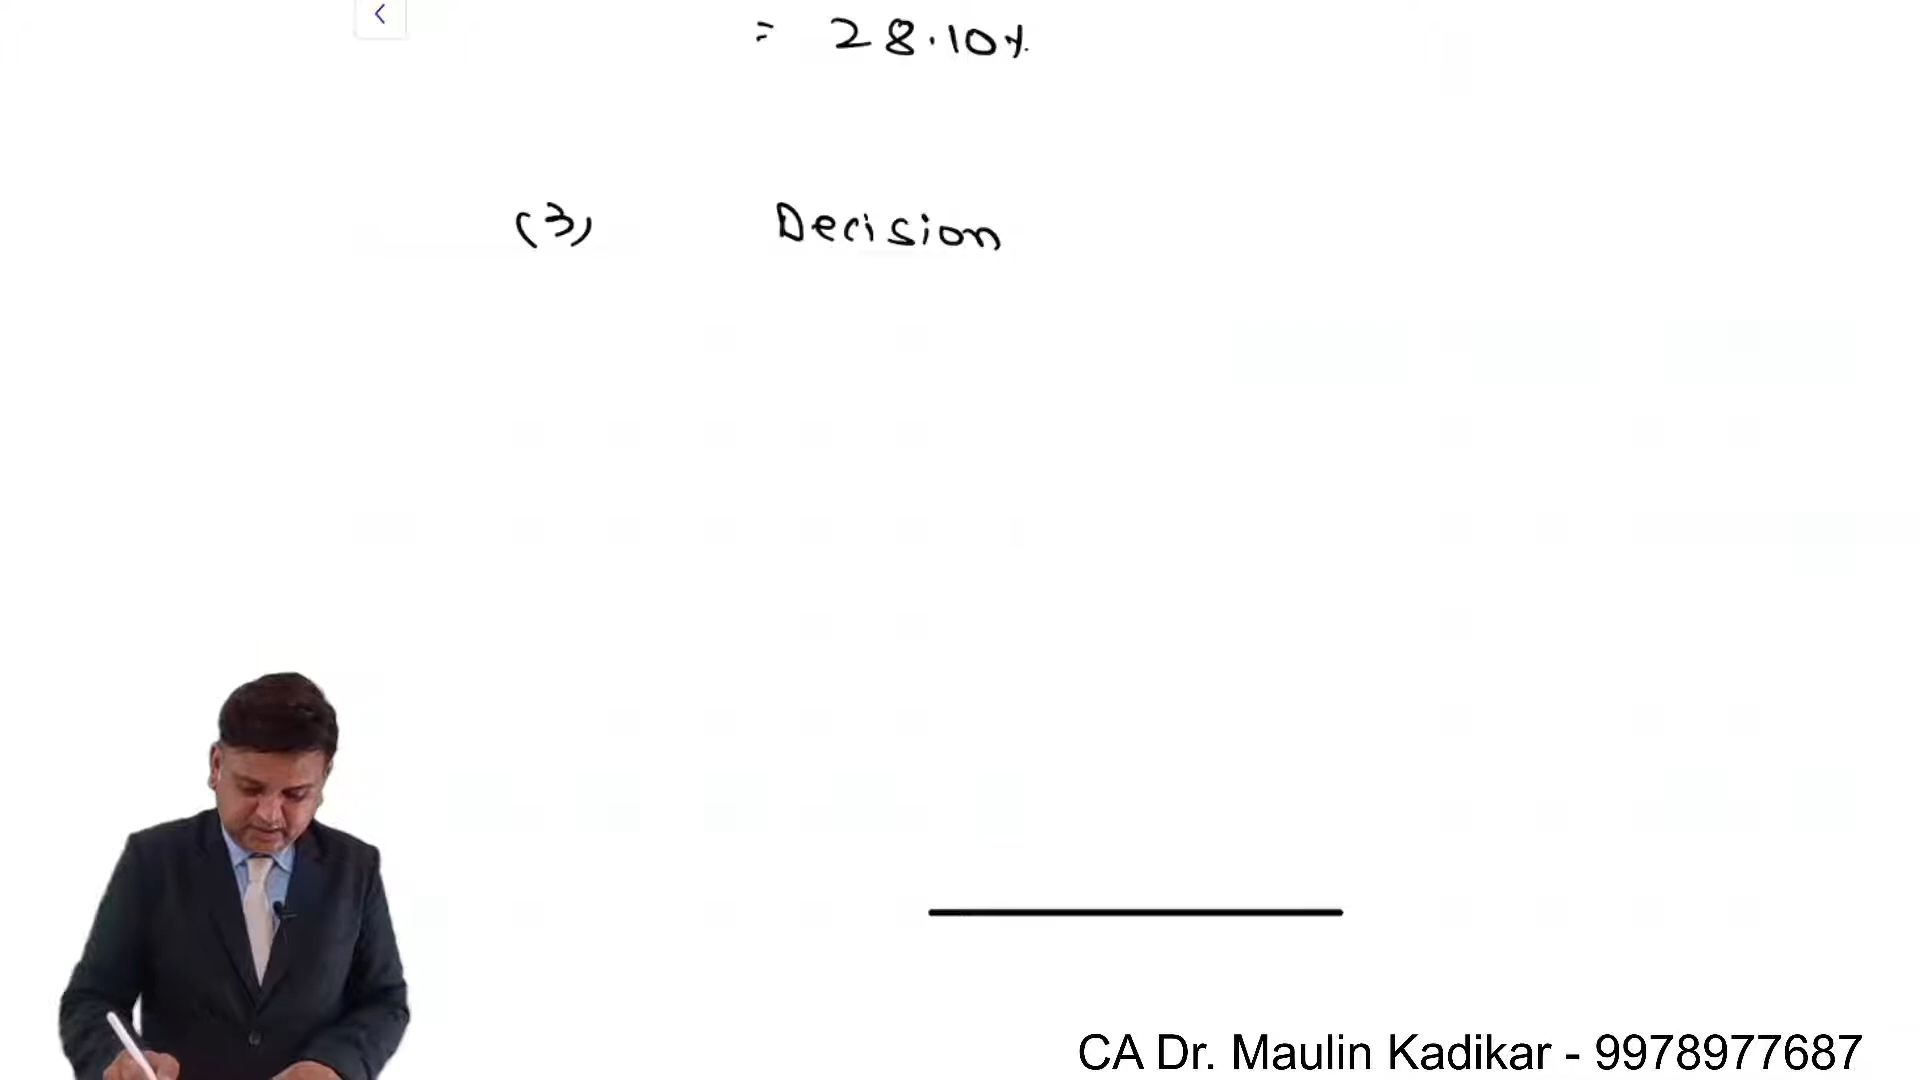 = 28.10%
(3) Decision
CA Dr. Maulin Kadikar - 9978977687